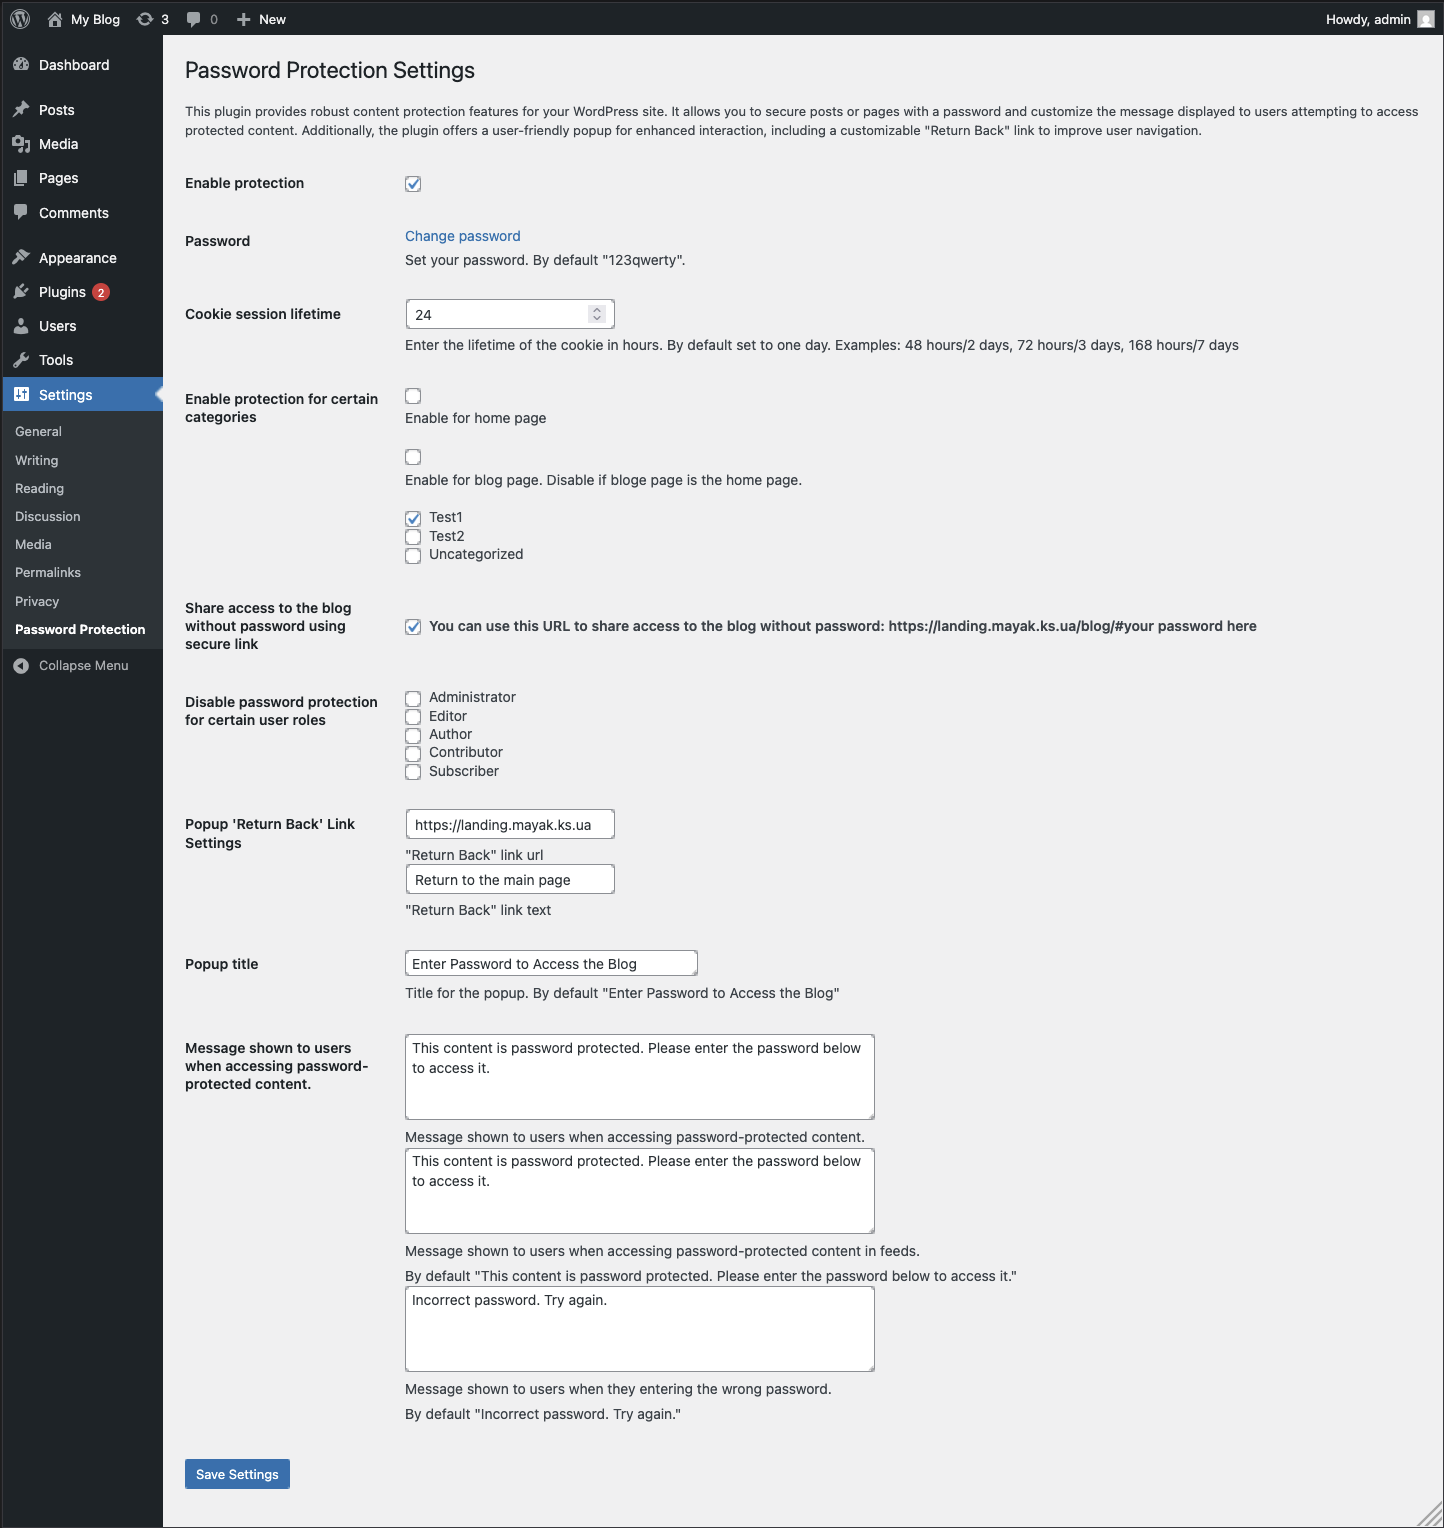 My Blog 3 0 New Howdy, admin
Dashboard
Posts
Media
Pages
Comments
Appearance
Plugins 2
Users
Tools
Settings
General
Writing
Reading
Discussion
Media
Permalinks
Privacy
Password Protection
Collapse Menu
Password Protection Settings
This plugin provides robust content protection features for your WordPress site. It allows you to secure posts or pages with a password and customize the message displayed to users attempting to access
protected content. Additionally, the plugin offers a user-friendly popup for enhanced interaction, including a customizable "Return Back" link to improve user navigation.
Enable protection
Password
Change password
Set your password. By default "123qwerty".
Cookie session lifetime
24
Enter the lifetime of the cookie in hours. By default set to one day. Examples: 48 hours/2 days, 72 hours/3 days, 168 hours/7 days
Enable protection for certain
categories
Enable for home page
Enable for blog page. Disable if bloge page is the home page.
Test1
Test2
Uncategorized
Share access to the blog
without password using
secure link
You can use this URL to share access to the blog without password: https://landing.mayak.ks.ua/blog/#your password here
Disable password protection
for certain user roles
Administrator
Editor
Author
Contributor
Subscriber
Popup 'Return Back' Link
Settings
https://landing.mayak.ks.ua
"Return Back" link url
Return to the main page
"Return Back" link text
Popup title
Enter Password to Access the Blog
Title for the popup. By default "Enter Password to Access the Blog"
Message shown to users
when accessing password-
protected content.
This content is password protected. Please enter the password below
to access it.
Message shown to users when accessing password-protected content.
This content is password protected. Please enter the password below
to access it.
Message shown to users when accessing password-protected content in feeds.
By default "This content is password protected. Please enter the password below to access it."
Incorrect password. Try again.
Message shown to users when they entering the wrong password.
By default "Incorrect password. Try again."
Save Settings